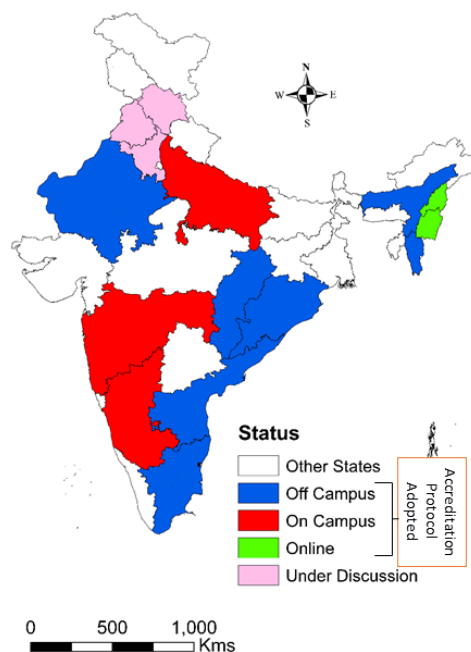 N
W E
S
Status
Other States
Off Campus
On Campus
Online
Under Discussion
Accreditation
Protocol
Adopted
0 500 1,000
Kms